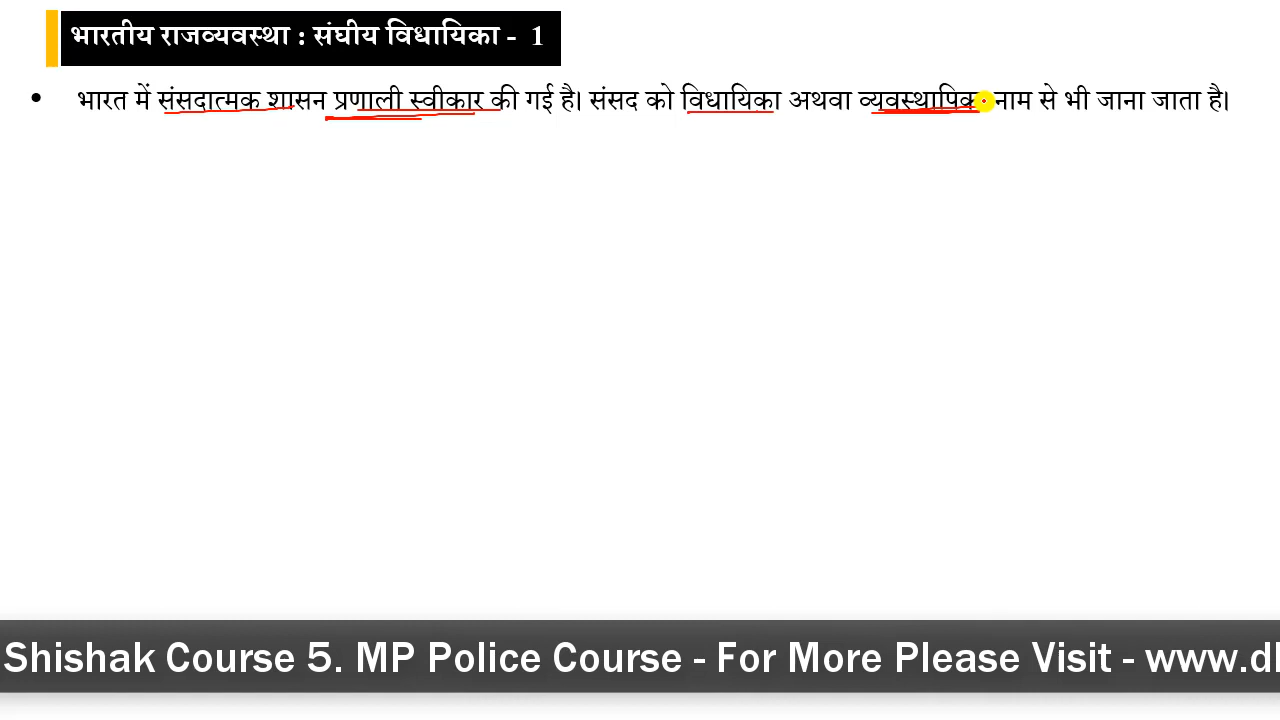 भारतीय राजव्यवस्था : संघीय विधायिका - 1
• भारत में संसदात्मक शासन प्रणाली स्वीकार की गई है। संसद को विधायिका अथवा व्यवस्थापिका नाम से भी जाना जाता है।
Shishak Course 5. MP Police Course - For More Please Visit - www.dl